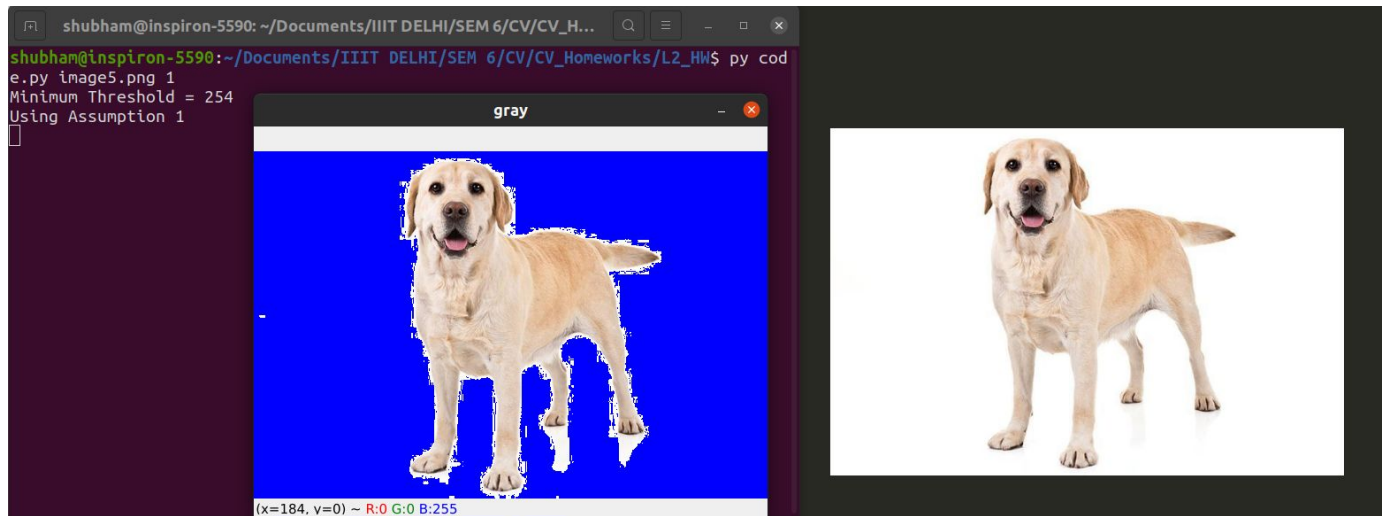 shubham@inspiron-5590: ~/Documents/IIIT DELHI/SEM 6/CV/CV_H...
shubham@inspiron-5590:~/Documents/IIIT DELHI/SEM 6/CV/CV_Homeworks/L2_HW$ py cod
e.py image5.png 1
Minimum Threshold = 254
Using Assumption 1
gray
(x=184, y=0) ~ R:0 G:0 B:255